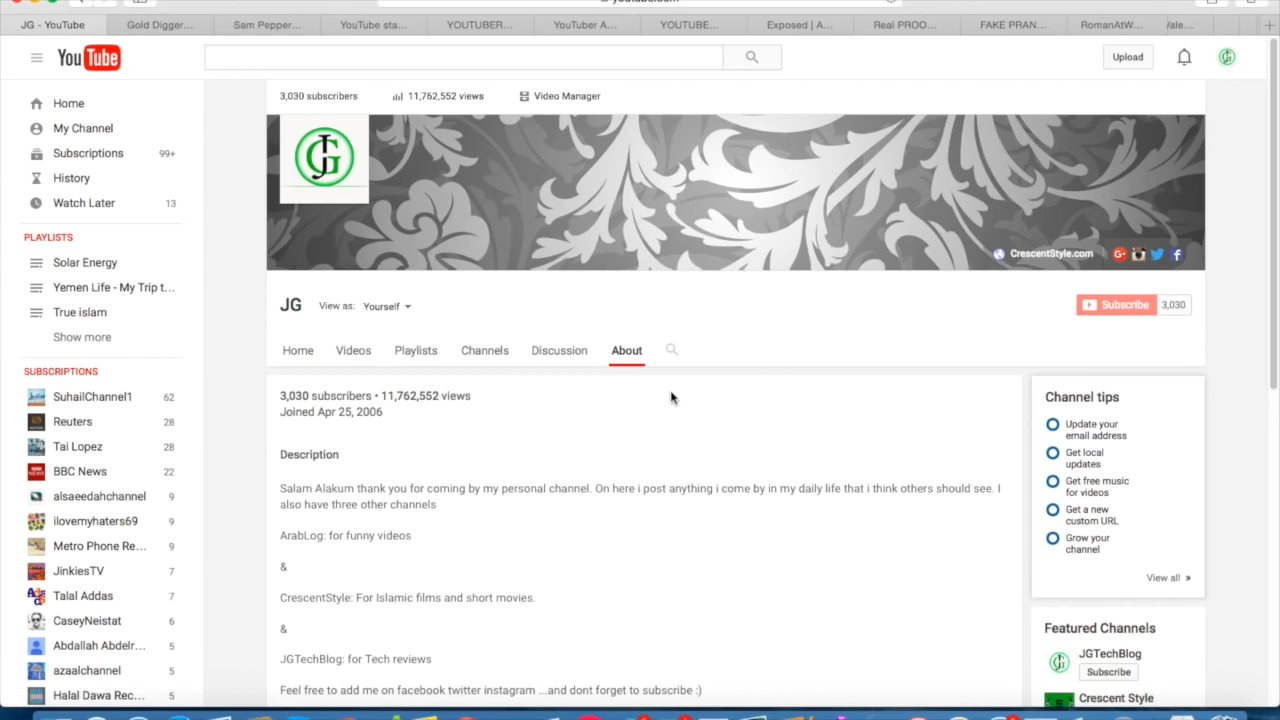 JG - YouTube
Gold Digger...
Sam Pepper...
YouTube sta...
YOUTUBER...
YouTuber A...
YOUTUBE...
Exposed | A...
Real PROO...
FAKE PRAN...
RomanAtW...
YouTube
Upload
3,030 subscribers
11,762,552 views
Video Manager
Home
My Channel
Subscriptions 99+
History
Watch Later 13
PLAYLISTS
Solar Energy
Yemen Life - My Trip t...
True islam
Show more
SUBSCRIPTIONS
SuhailChannel1 62
Reuters 28
Tai Lopez 28
BBC News 22
alsaeedahchannel 9
ilovemyhaters69 9
Metro Phone Re... 9
JinkiesTV 7
Talal Addas 7
CaseyNeistat 6
Abdallah Abdelr... 5
azaalchannel 5
Halal Dawa Rec... 5
JG
CrescentStyle.com
JG View as: Yourself
Subscribe 3,030
Home Videos Playlists Channels Discussion About
3,030 subscribers • 11,762,552 views
Joined Apr 25, 2006
Description
Salam Alakum thank you for coming by my personal channel. On here i post anything i come by in my daily life that i think others should see. I
also have three other channels
ArabLog: for funny videos
&
CrescentStyle: For Islamic films and short movies.
&
JGTechBlog: for Tech reviews
Feel free to add me on facebook twitter instagram ...and dont forget to subscribe :)
Channel tips
Update your
email address
Get local
updates
Get free music
for videos
Get a new
custom URL
Grow your
channel
View all »
Featured Channels
JGTechBlog
Subscribe
Crescent Style